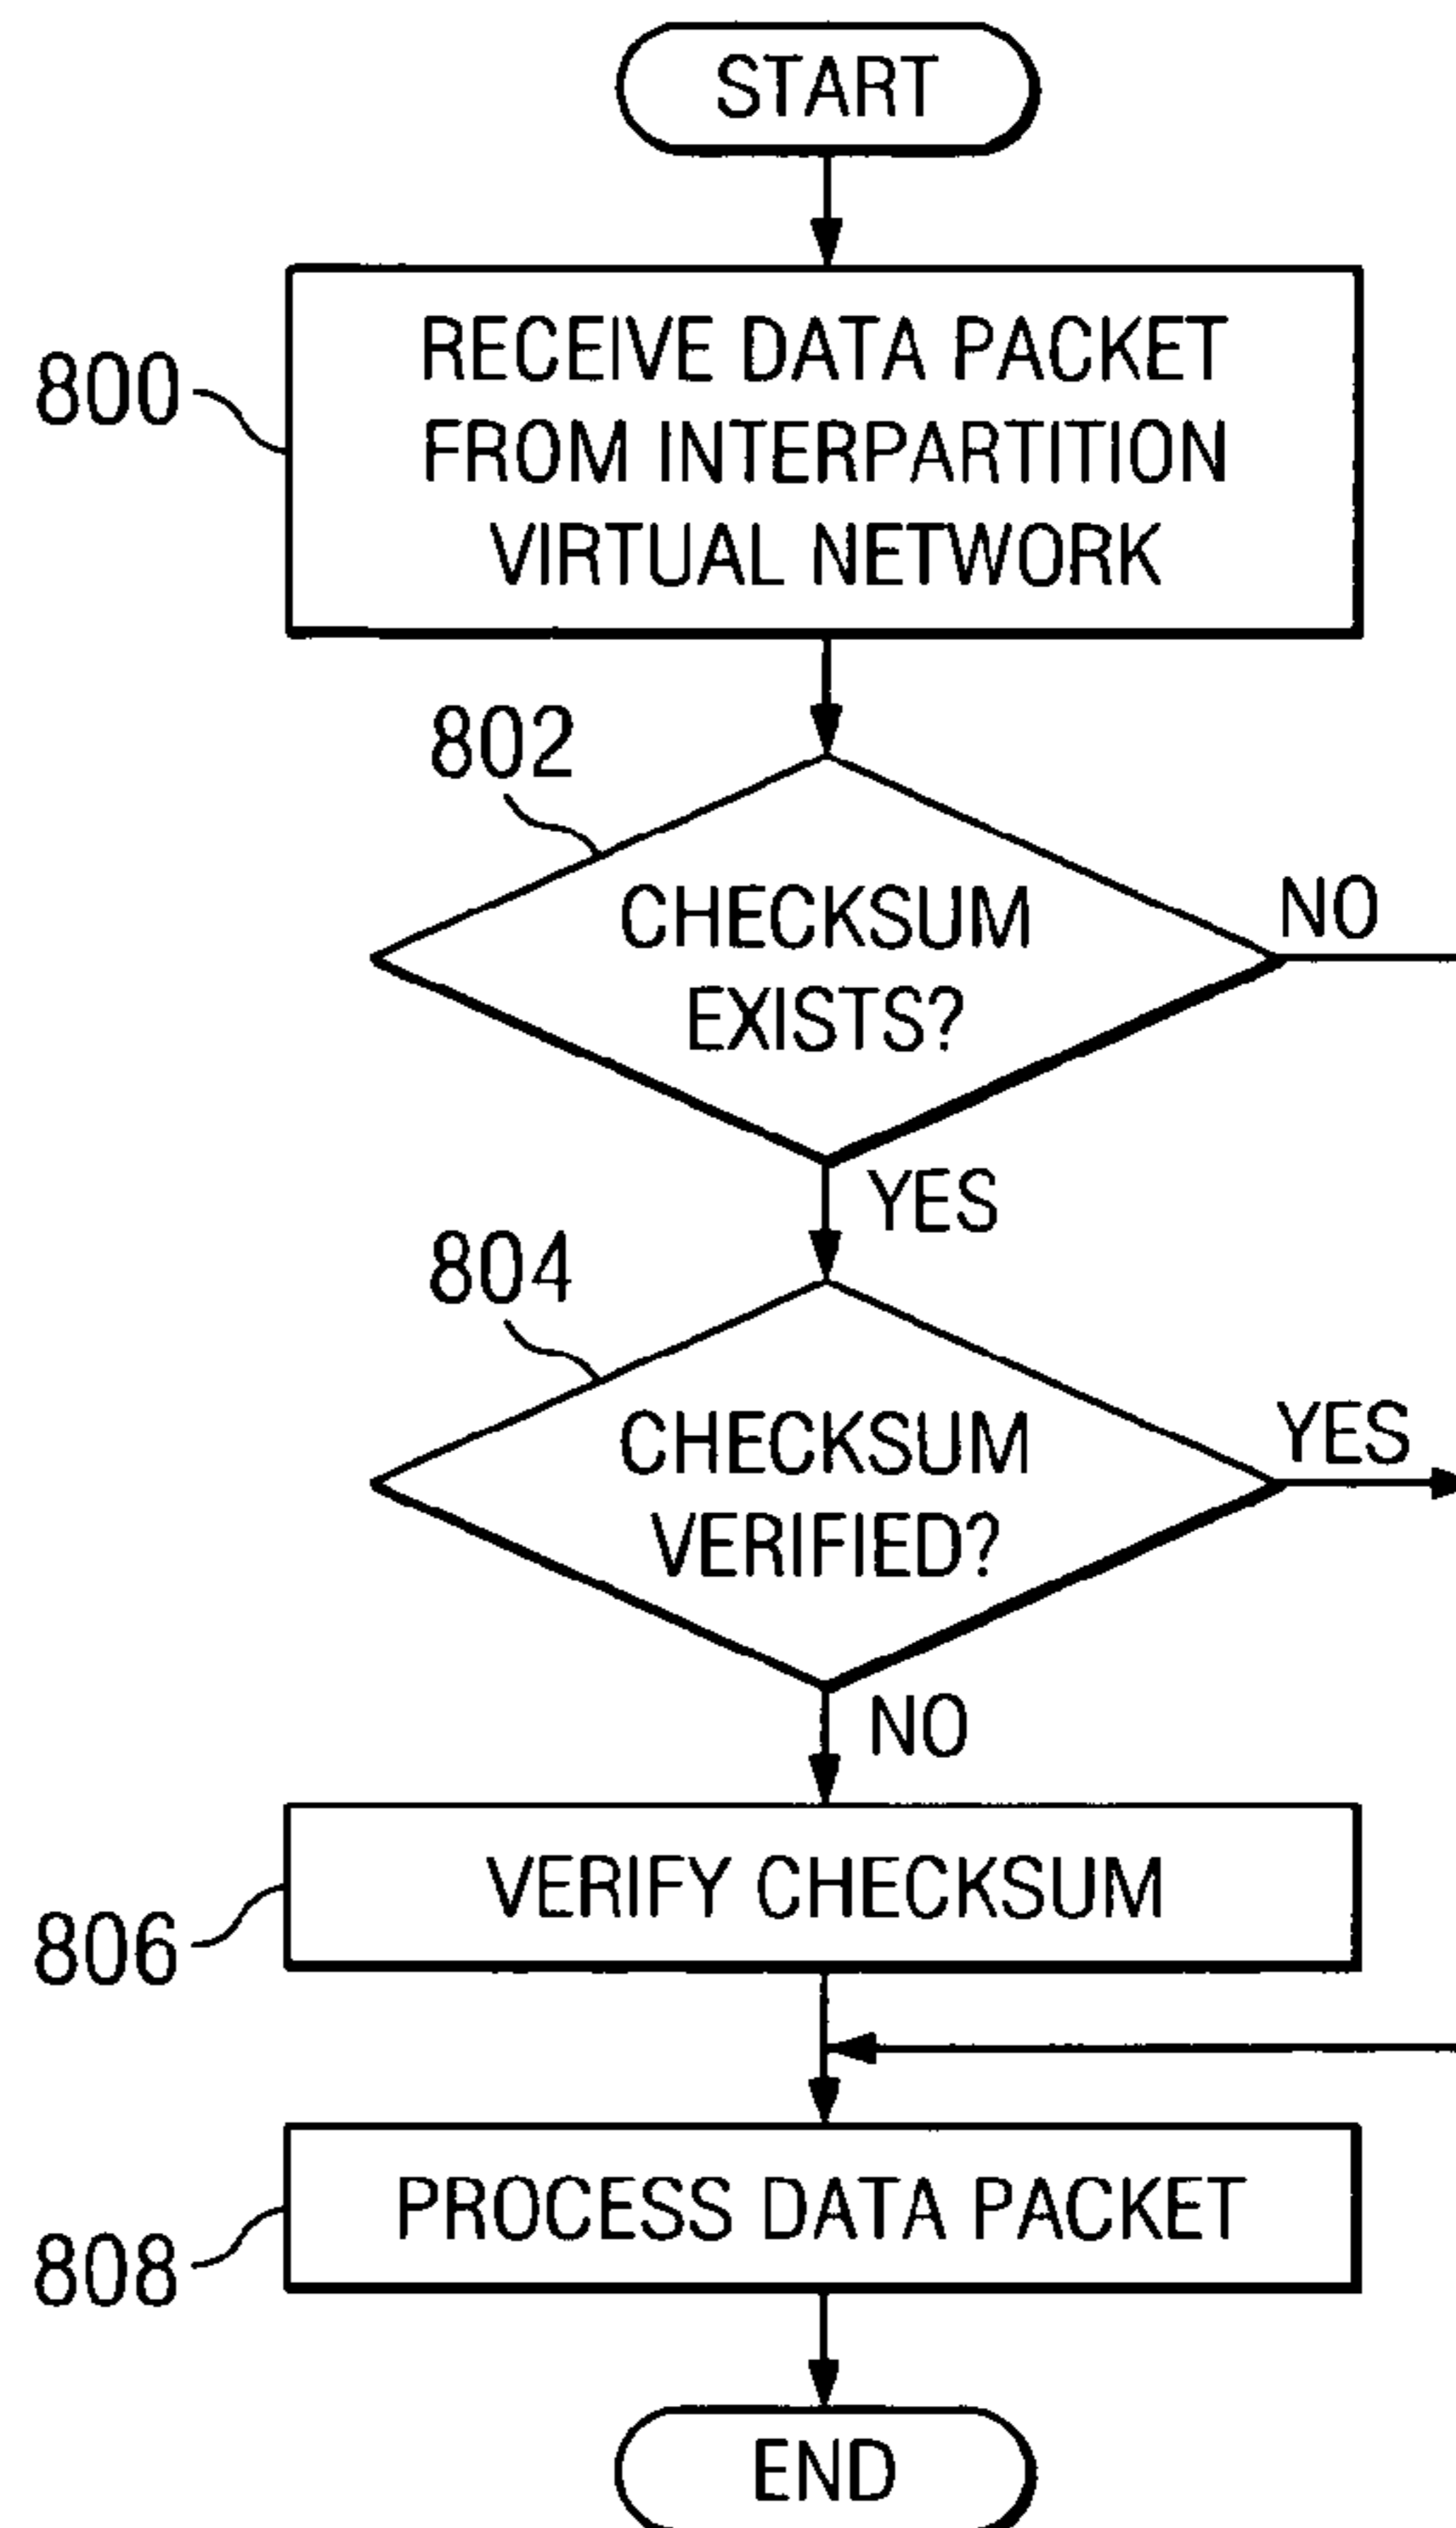 START
800
RECEIVE DATA PACKET
FROM INTERPARTITION
VIRTUAL NETWORK
802
CHECKSUM
EXISTS?
NO
YES
804
CHECKSUM
VERIFIED?
YES
NO
806
VERIFY CHECKSUM
808
PROCESS DATA PACKET
END